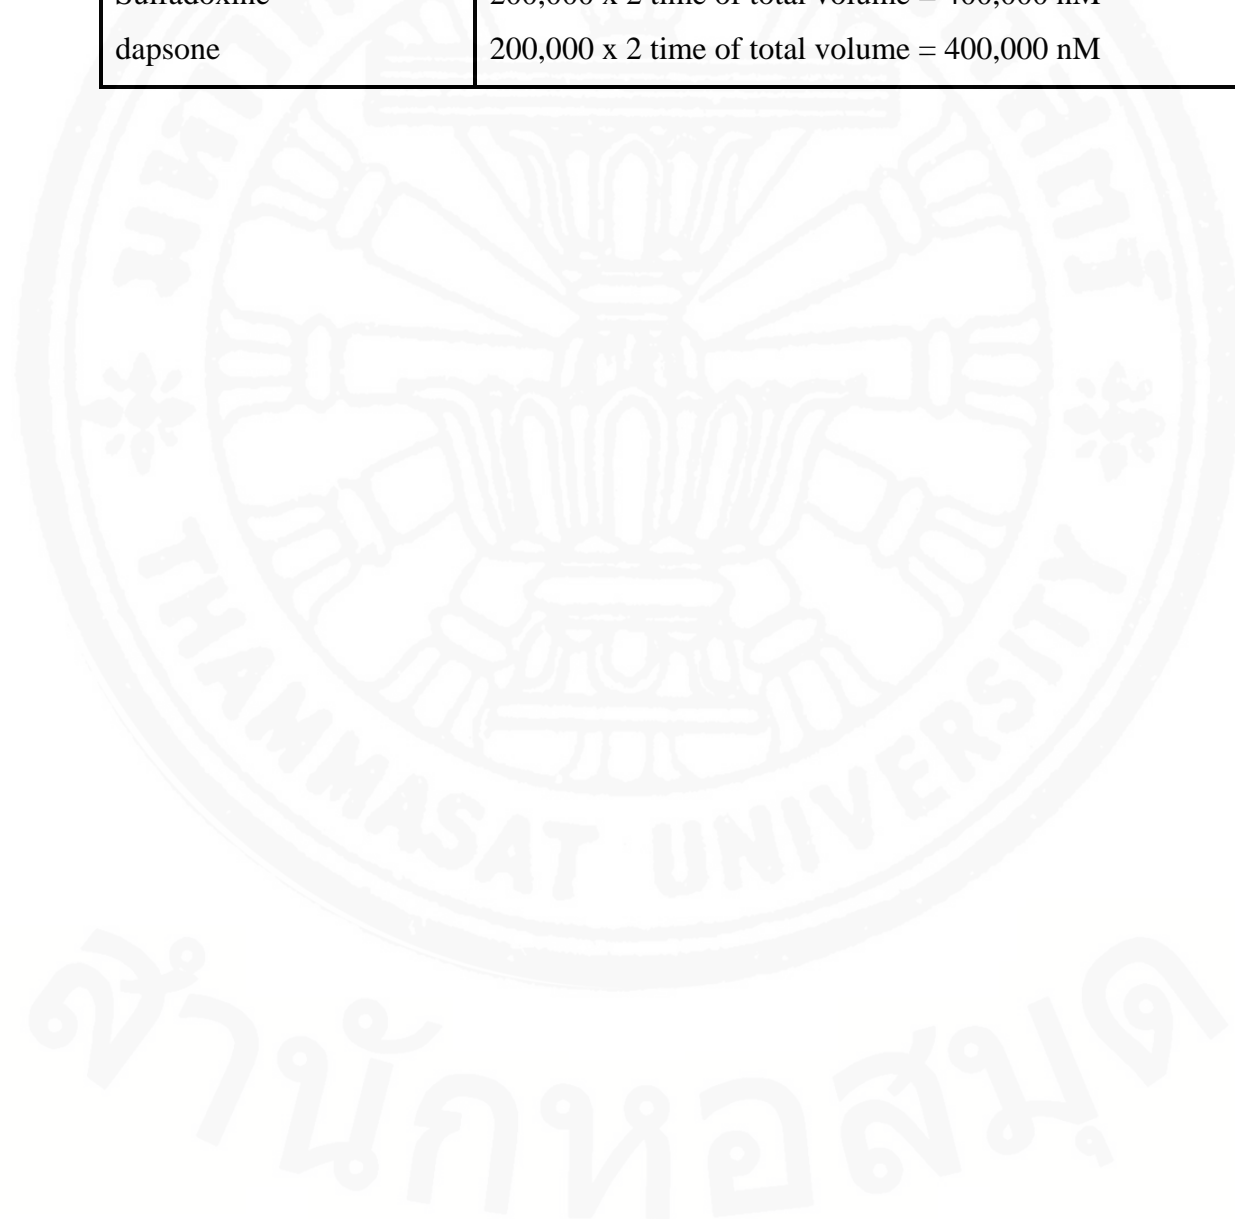 Sulfadoxine 200,000 x 2 time of total volume = 400,000 nM
dapsone 200,000 x 2 time of total volume = 400,000 nM
THAMMASAT UNIVERSITY
สำนักหอสมุด